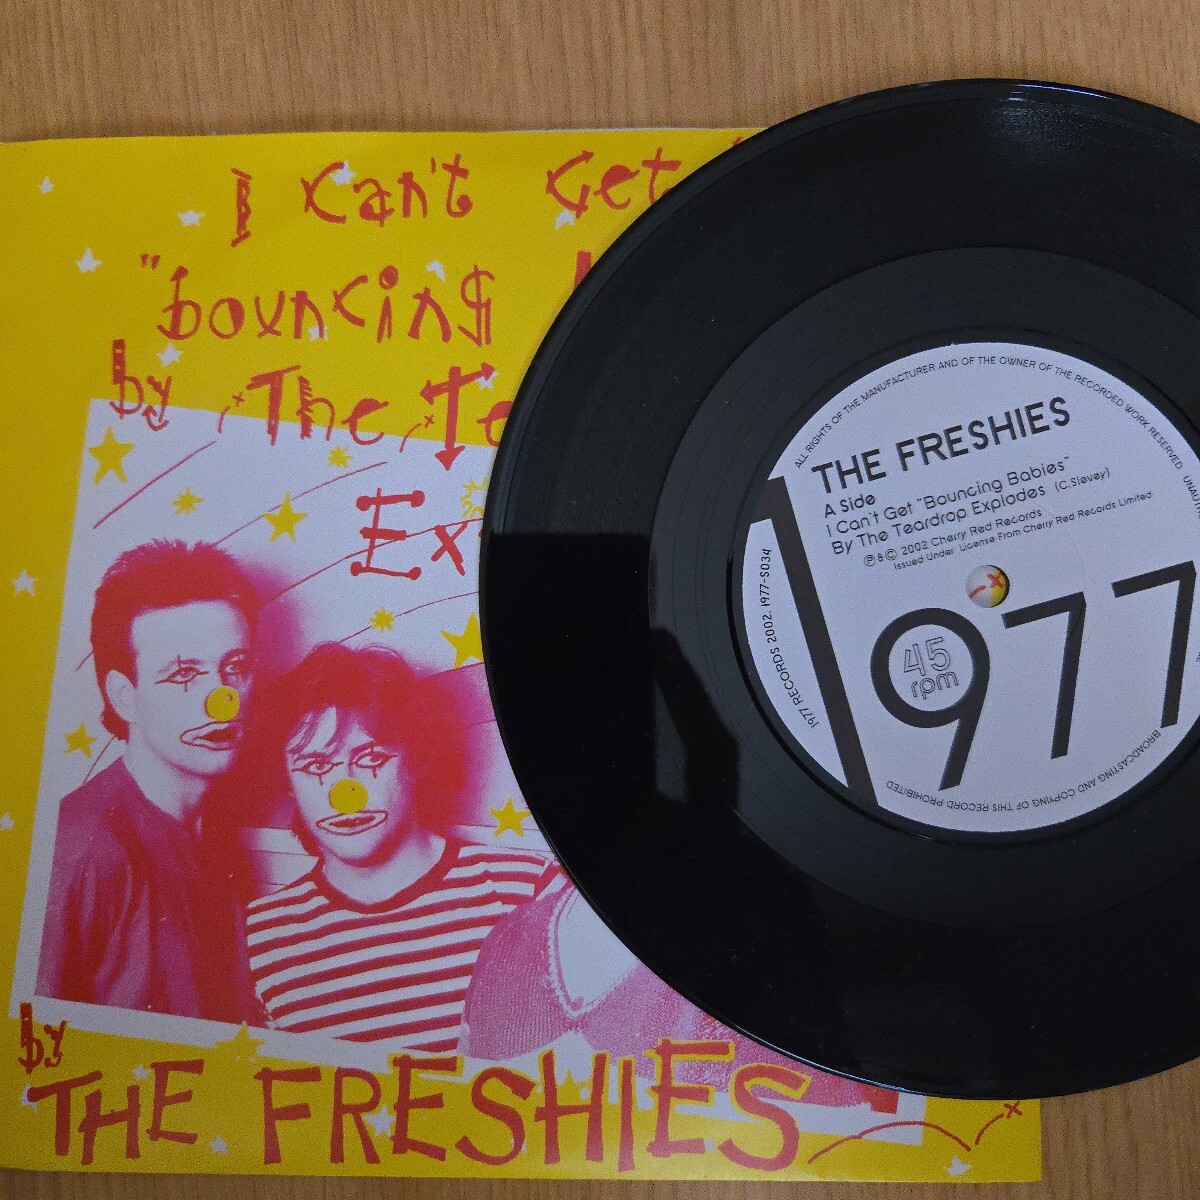 I Can't Get
"bouncing
by The Te
Ex
by
THE FRESHIES
ALL RIGHTS OF THE MANUFACTURER AND OF THE OWNER OF THE RECORDED WORK RESERVED
THE FRESHIES
A Side
I Can't Get "Bouncing Babies"
By The Teardrop Explodes (C.Sievey)
℗ & © 2002 Cherry Red Records
Issued Under License From Cherry Red Records Limited
1977
45
rpm
1977 RECORDS 2002. 1977-S034
BROADCASTING AND COPYING OF THIS RECORD PROHIBITED